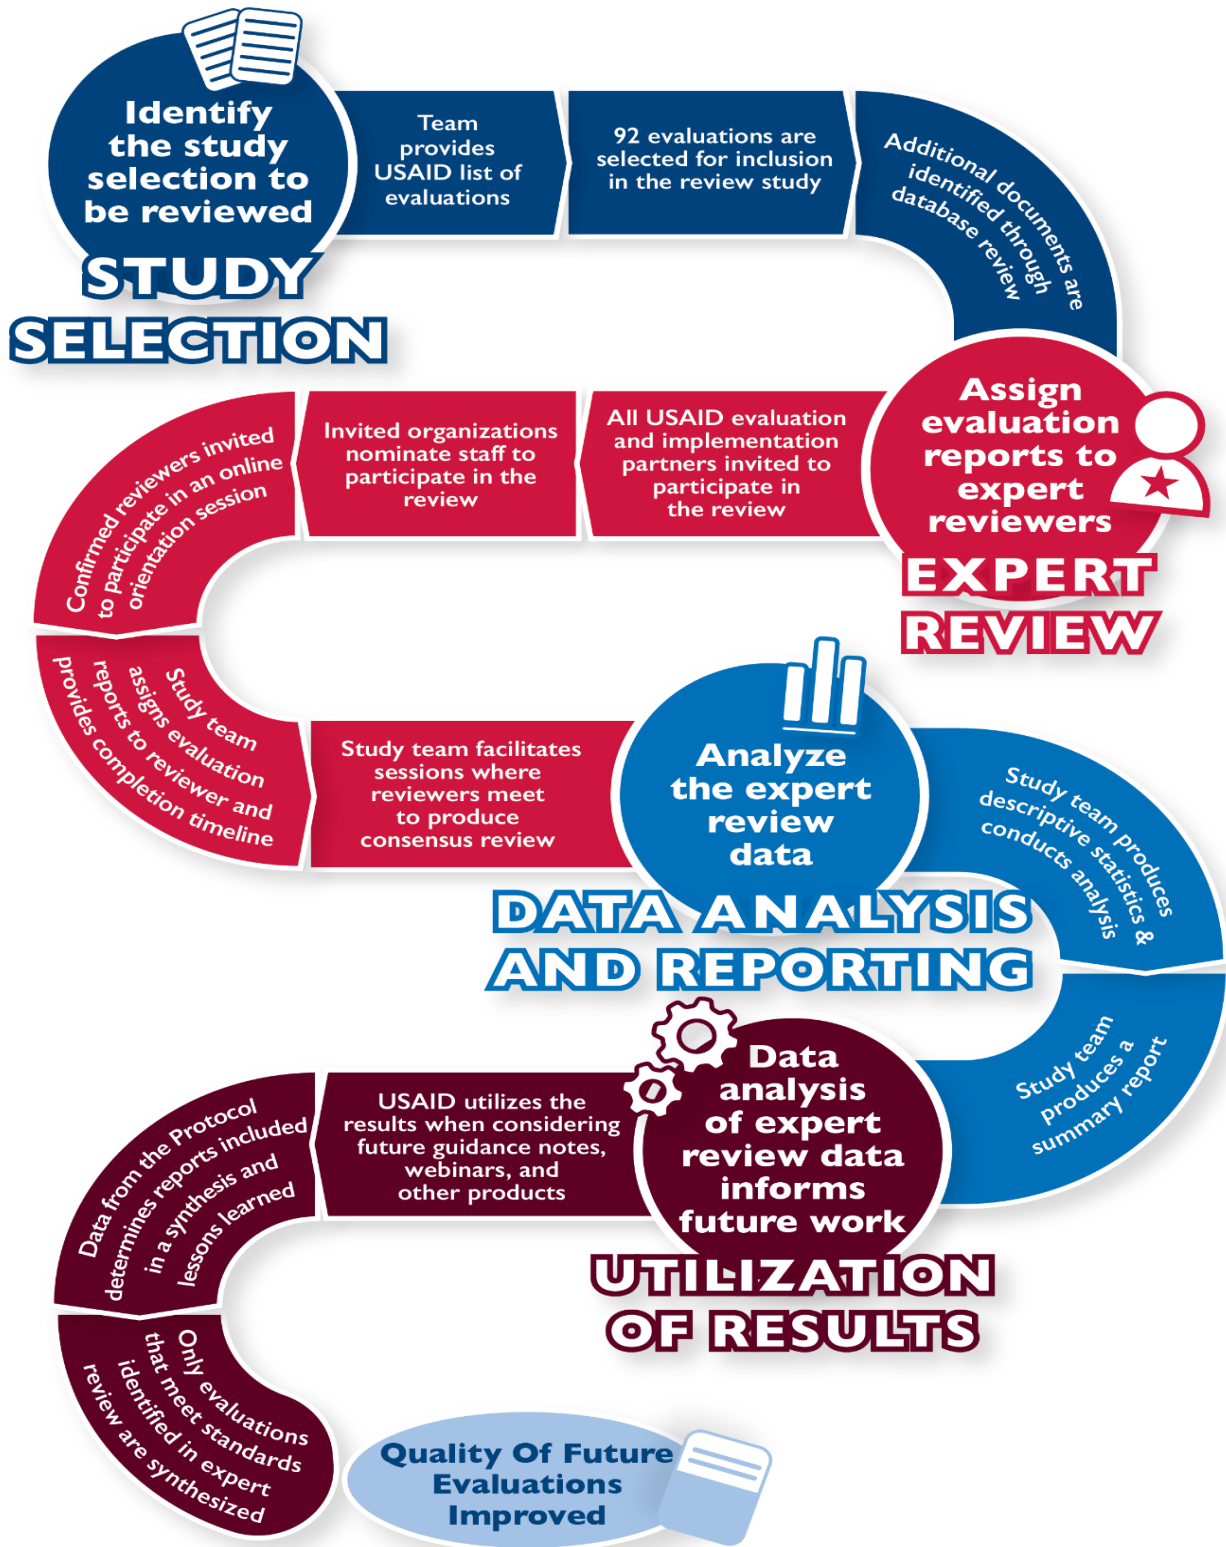 Identify
the study
selection to
be reviewed
STUDY
SELECTION
Team
provides
USAID list of
evaluations
92 evaluations are
selected for inclusion
in the review study
Additional documents are
identified through
database review
Assign
evaluation
reports to
expert
reviewers
EXPERT
REVIEW
All USAID evaluation
and implementation
partners invited to
participate in
the review
Invited organizations
nominate staff to
participate in the
review
Confirmed reviewers invited
to participate in an online
orientation session
Study team
assigns evaluation
reports to reviewer and
provides completion timeline
Study team facilitates
sessions where
reviewers meet
to produce
consensus review
Analyze
the expert
review
data
DATA ANALYSIS
AND REPORTING
Study team produces
descriptive statistics &
conducts analysis
Study team
produces a
summary report
Data
analysis
of expert
review data
informs
future work
UTILIZATION
OF RESULTS
USAID utilizes the
results when considering
future guidance notes,
webinars, and
other products
Data from the Protocol
determines reports included
in a synthesis and
lessons learned
Only evaluations
that meet standards
identified in expert
review are synthesized
Quality Of Future
Evaluations
Improved